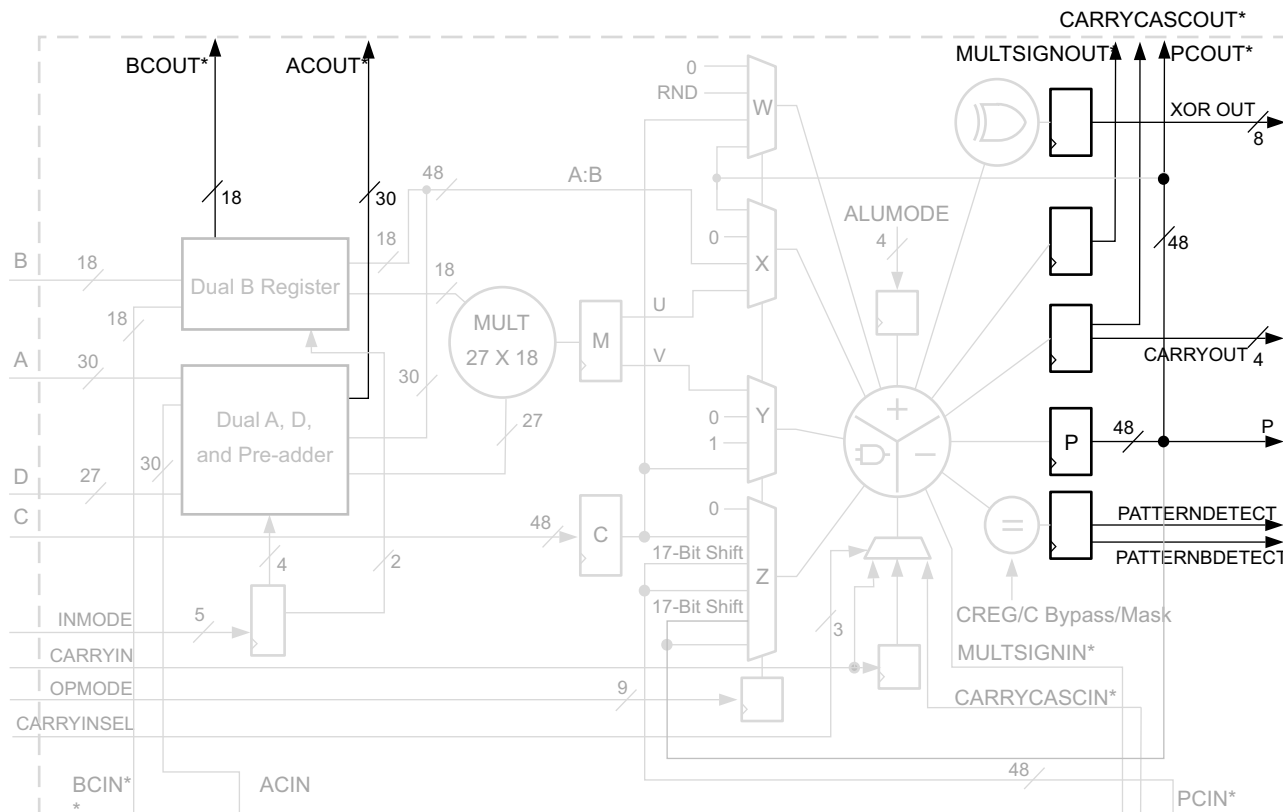 CARRYCASCOUT*
BCOUT*
ACOUT*
MULTSIGNOUT*
PCOUT*
0
RND
W
XOR OUT
8
48
A:B
18
30
ALUMODE
4
18
0
X
48
B
18
Dual B Register
18
18
MULT
27 X 18
M
U
V
A
30
30
CARRYOUT
4
Dual A, D,
and Pre-adder
27
0
Y
1
48
P
P
30
D
27
C
48
C
0
17-Bit Shift
Z
17-Bit Shift
PATTERNDETECT
PATTERNBDETECT
4
2
3
CREG/C Bypass/Mask
INMODE
5
CARRYIN
MULTSIGNIN*
OPMODE
9
CARRYCASCIN*
CARRYINSEL
BCIN*
*
ACIN
48
PCIN*